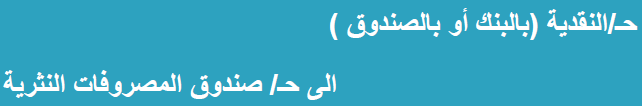 حـ/النقدية (بالبنك أو بالصندوق )
الى حـ/ صندوق المصروفات النثرية